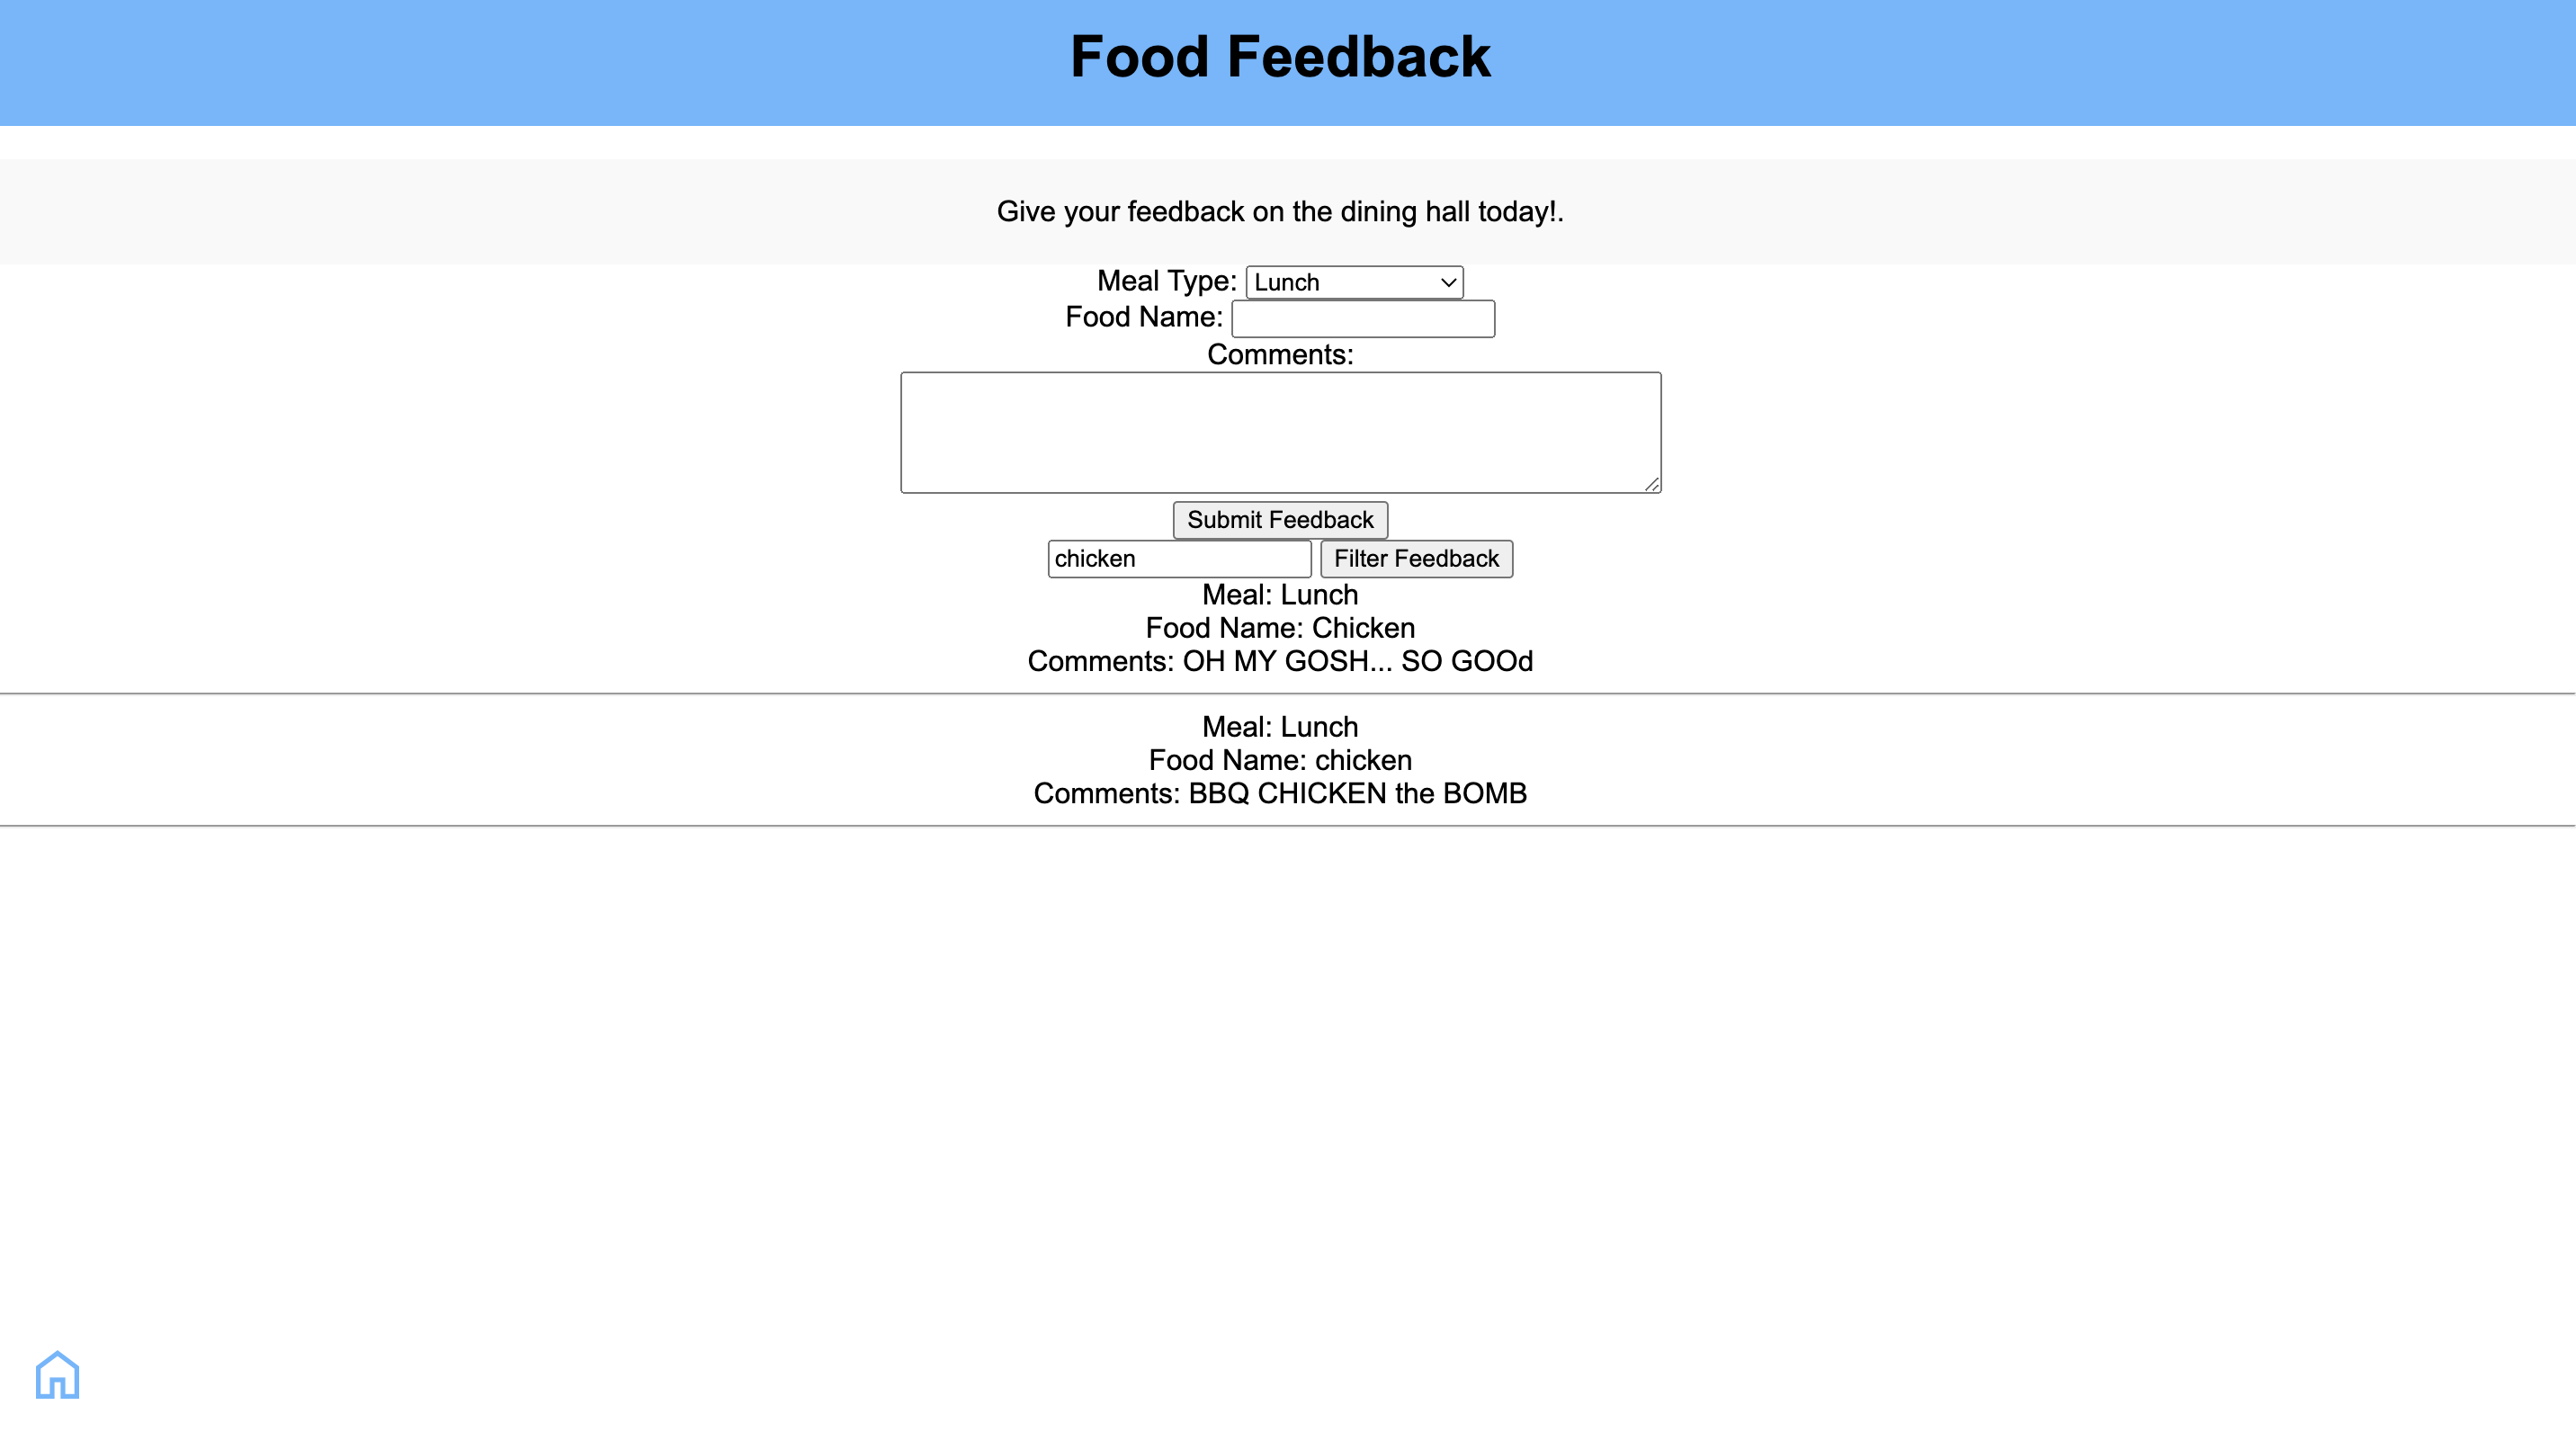 Food Feedback
Give your feedback on the dining hall today!.
Meal Type: Lunch
Food Name:
Comments:
Submit Feedback
chicken Filter Feedback
Meal: Lunch
Food Name: Chicken
Comments: OH MY GOSH... SO GOOd
Meal: Lunch
Food Name: chicken
Comments: BBQ CHICKEN the BOMB